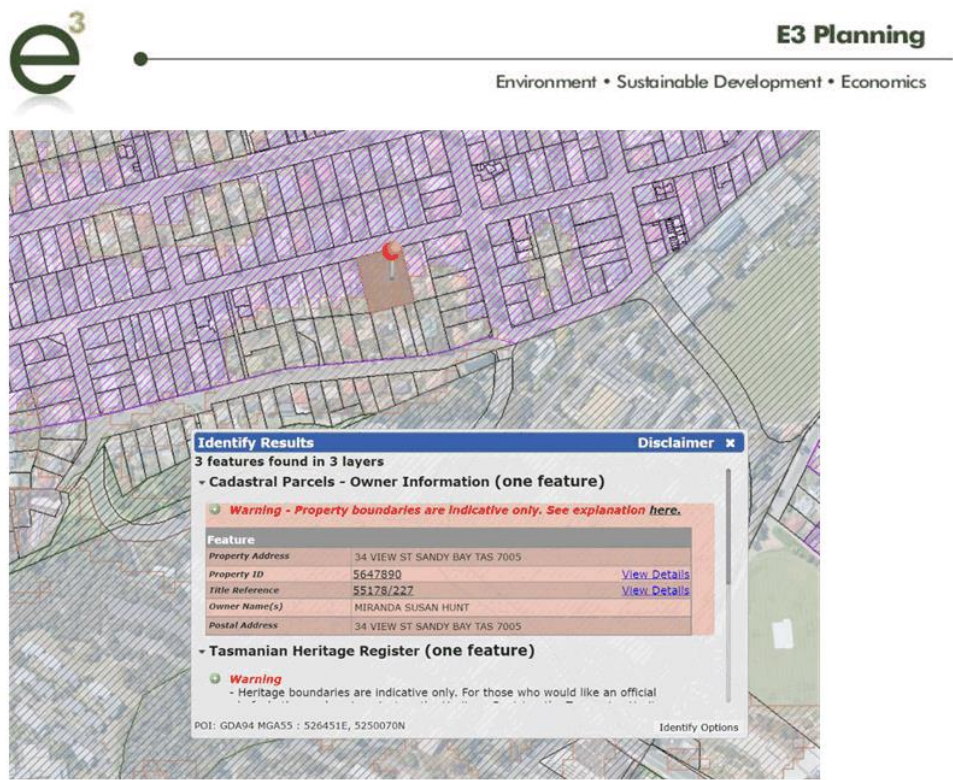 e3
E3 Planning
Environment • Sustainable Development • Economics
Identify Results Disclaimer ×
3 features found in 3 layers
Cadastral Parcels - Owner Information (one feature)
Warning - Property boundaries are indicative only. See explanation here.
Feature
Property Address 34 VIEW ST SANDY BAY TAS 7005
Property ID 5647890 View Details
Title Reference 55178/227 View Details
Owner Name(s) MIRANDA SUSAN HUNT
Postal Address 34 VIEW ST SANDY BAY TAS 7005
Tasmanian Heritage Register (one feature)
Warning
- Heritage boundaries are indicative only. For those who would like an official
POI: GDA94 MGA55 : 526451E, 5250070N Identify Options